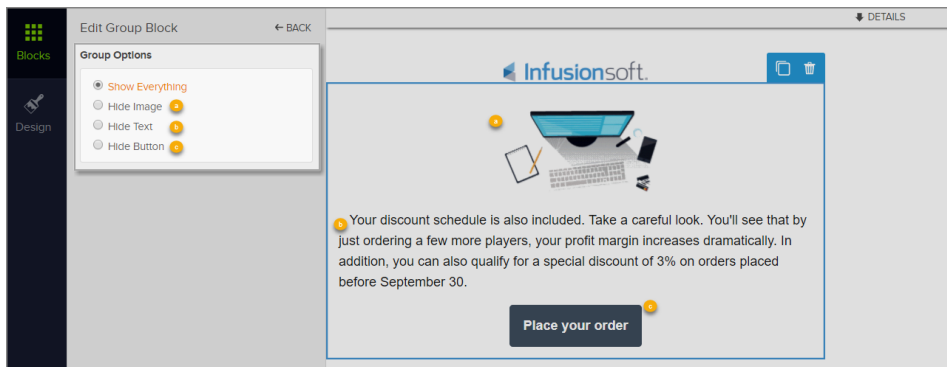 Blocks
Design
Edit Group Block
← BACK
Group Options
Show Everything
Hide Image a
Hide Text b
Hide Button c
DETAILS
Infusionsoft.
a
b Your discount schedule is also included. Take a careful look. You'll see that by
just ordering a few more players, your profit margin increases dramatically. In
addition, you can also qualify for a special discount of 3% on orders placed
before September 30.
Place your order c